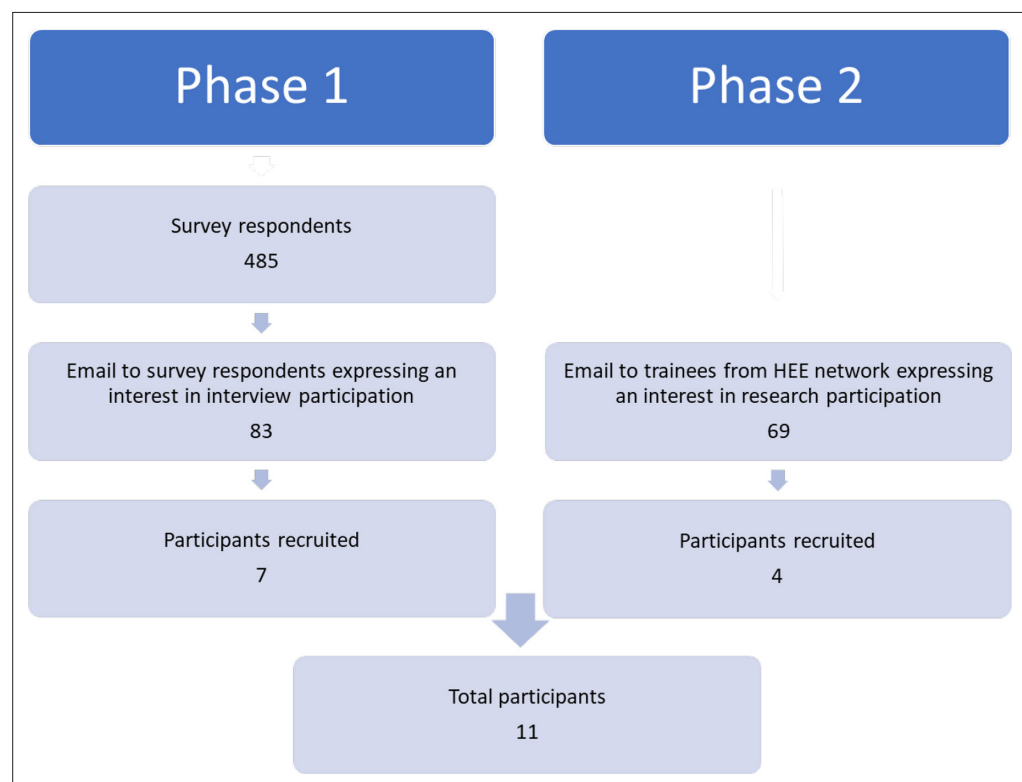 Phase 1
Phase 2
Survey respondents
485
Email to survey respondents expressing an
interest in interview participation
83
Email to trainees from HEE network expressing
an interest in research participation
69
Participants recruited
7
Participants recruited
4
Total participants
11